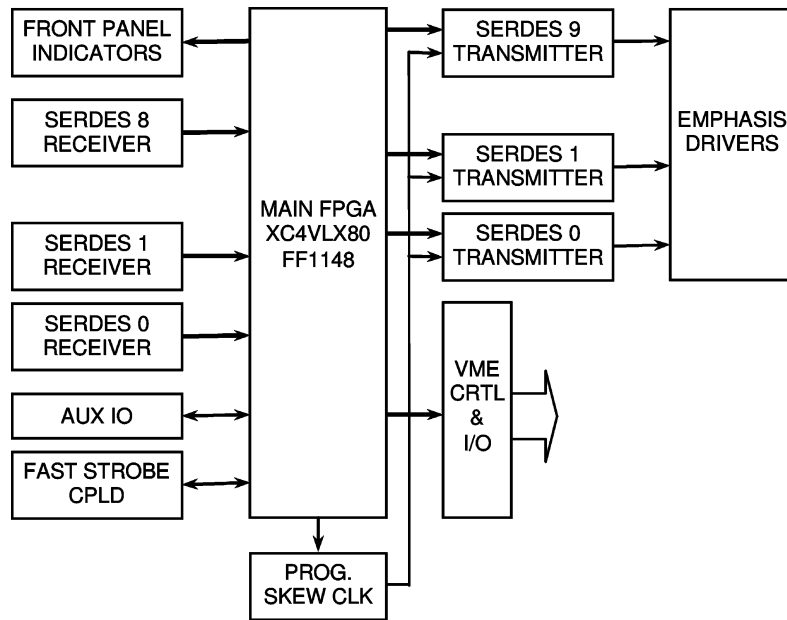 FRONT PANEL
INDICATORS
SERDES 8
RECEIVER
SERDES 1
RECEIVER
SERDES 0
RECEIVER
AUX IO
FAST STROBE
CPLD
MAIN FPGA
XC4VLX80
FF1148
PROG.
SKEW CLK
SERDES 9
TRANSMITTER
SERDES 1
TRANSMITTER
SERDES 0
TRANSMITTER
VME
CRTL
&
I/O
EMPHASIS
DRIVERS